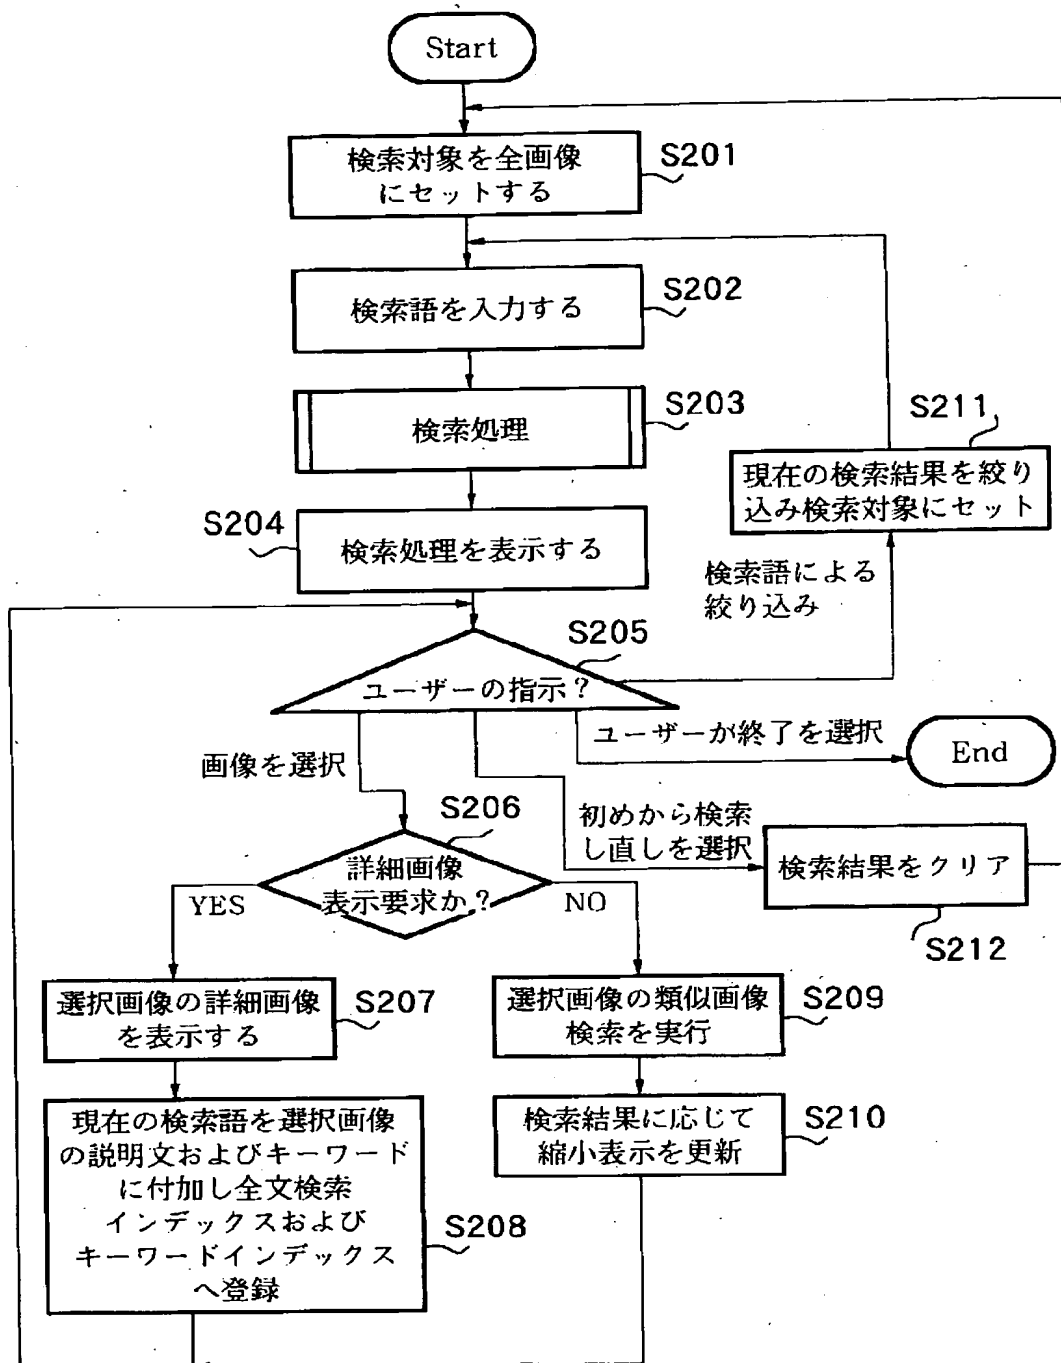 Start
検索対象を全画像
にセットする
S201
検索語を入力する
S202
検索処理
S203
S211
現在の検索結果を絞り
込み検索対象にセット
S204
検索処理を表示する
検索語による
絞り込み
S205
ユーザーの指示？
ユーザーが終了を選択
End
画像を選択
S206
初めから検索
し直しを選択
検索結果をクリア
S212
詳細画像
表示要求か？
YES
NO
選択画像の詳細画像
を表示する
S207
選択画像の類似画像
検索を実行
S209
現在の検索語を選択画像
の説明文およびキーワード
に付加し全文検索
インデックスおよび
キーワードインデックス
へ登録
S208
検索結果に応じて
縮小表示を更新
S210